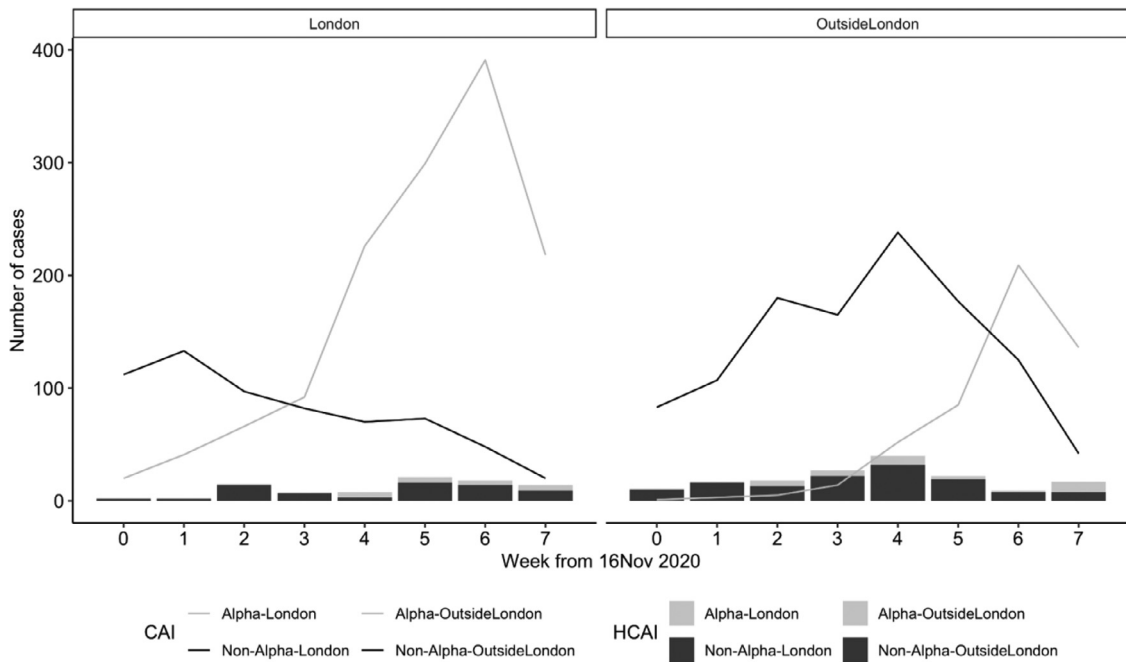 London OutsideLondon
400
300
200
100
0
Number of cases
0 1 2 3 4 5 6 7 0 1 2 3 4 5 6 7
Week from 16Nov 2020
CAI
Alpha-London Alpha-OutsideLondon
Non-Alpha-London Non-Alpha-OutsideLondon
HCAI
Alpha-London Alpha-OutsideLondon
Non-Alpha-London Non-Alpha-OutsideLondon